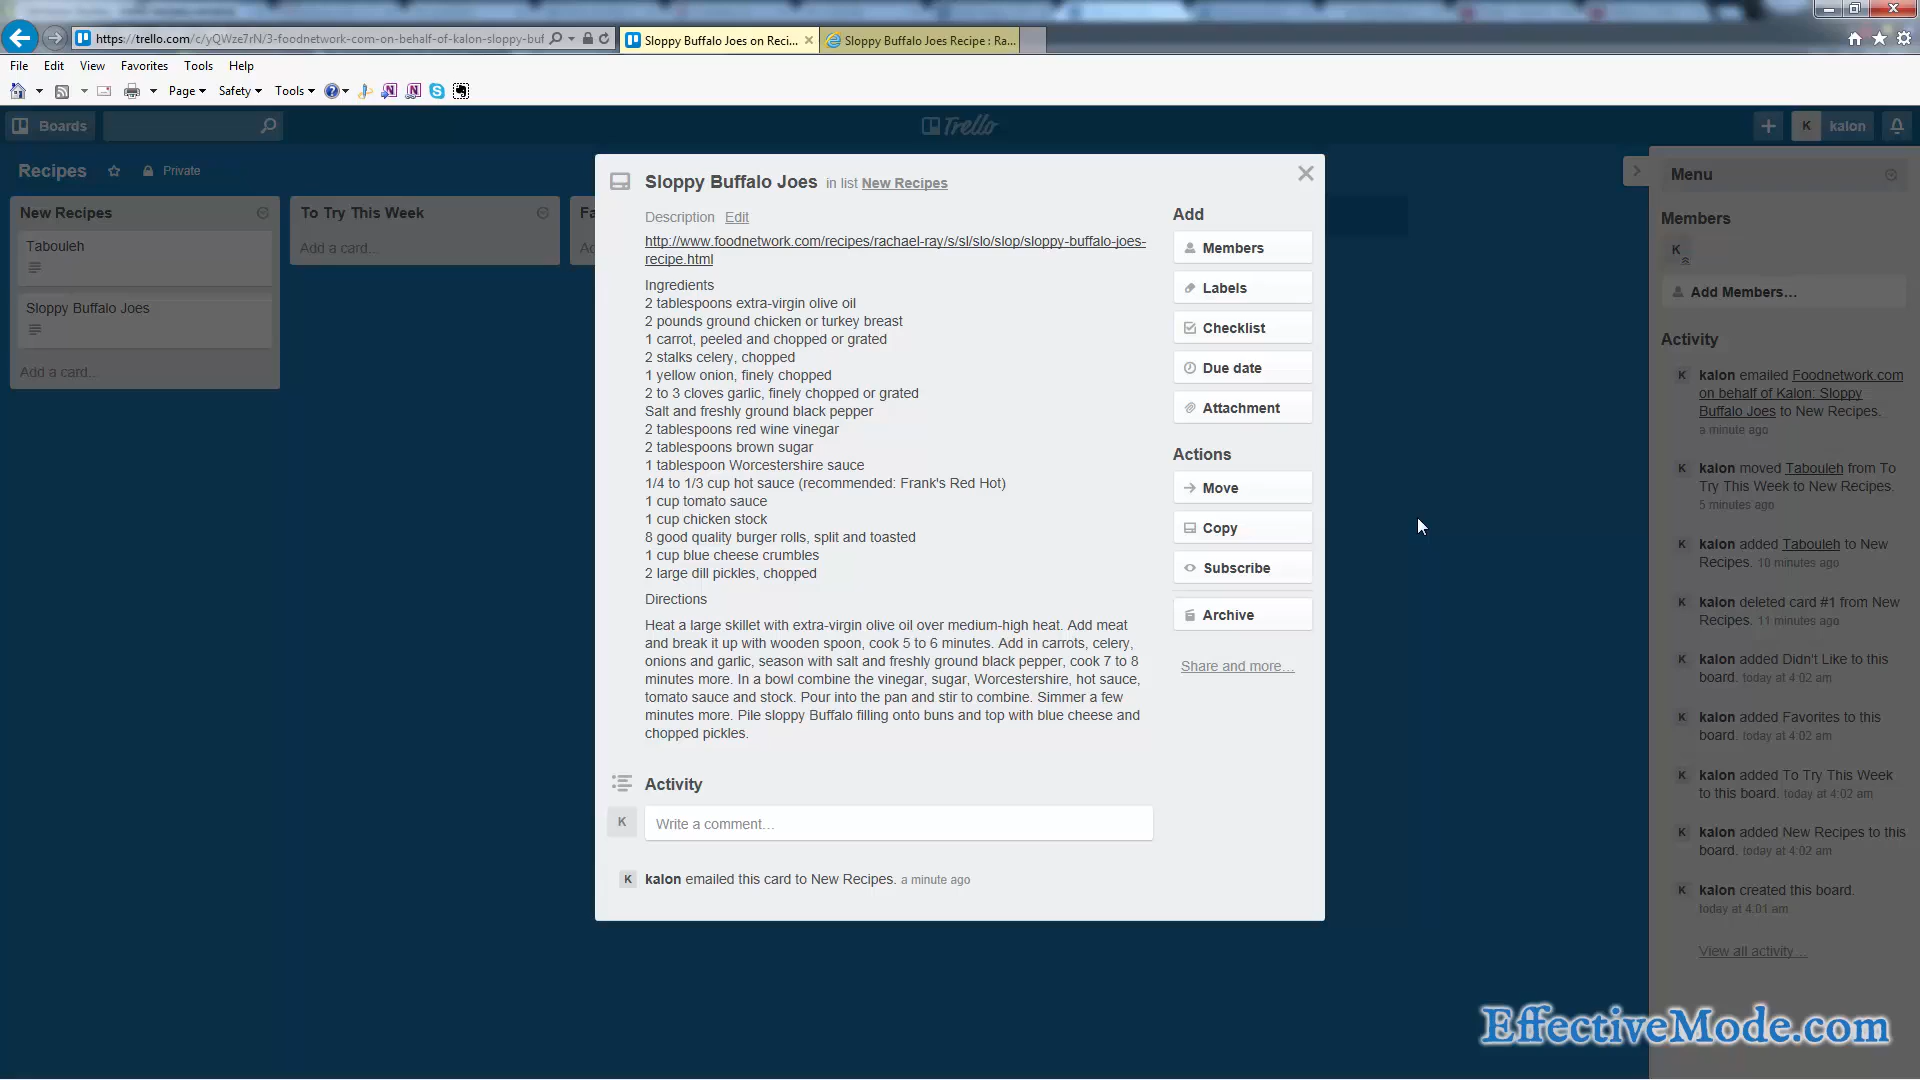 https://trello.com/c/yQWze7rN/3-foodnetwork-com-on-behalf-of-kalon-sloppy-buf
Sloppy Buffalo Joes on Reci...
Sloppy Buffalo Joes Recipe : Ra...
File Edit View Favorites Tools Help
Page Safety Tools
Boards
Trello
K kalon
Recipes
Private
New Recipes
Tabouleh
Sloppy Buffalo Joes
Add a card...
To Try This Week
Add a card...
Fa
Ad
Sloppy Buffalo Joes in list New Recipes
Description Edit
http://www.foodnetwork.com/recipes/rachael-ray/s/sl/slo/slop/sloppy-buffalo-joes-
recipe.html
Ingredients
2 tablespoons extra-virgin olive oil
2 pounds ground chicken or turkey breast
1 carrot, peeled and chopped or grated
2 stalks celery, chopped
1 yellow onion, finely chopped
2 to 3 cloves garlic, finely chopped or grated
Salt and freshly ground black pepper
2 tablespoons red wine vinegar
2 tablespoons brown sugar
1 tablespoon Worcestershire sauce
1/4 to 1/3 cup hot sauce (recommended: Frank's Red Hot)
1 cup tomato sauce
1 cup chicken stock
8 good quality burger rolls, split and toasted
1 cup blue cheese crumbles
2 large dill pickles, chopped
Directions
Heat a large skillet with extra-virgin olive oil over medium-high heat. Add meat
and break it up with wooden spoon, cook 5 to 6 minutes. Add in carrots, celery,
onions and garlic, season with salt and freshly ground black pepper, cook 7 to 8
minutes more. In a bowl combine the vinegar, sugar, Worcestershire, hot sauce,
tomato sauce and stock. Pour into the pan and stir to combine. Simmer a few
minutes more. Pile sloppy Buffalo filling onto buns and top with blue cheese and
chopped pickles.
Activity
K
Write a comment...
K kalon emailed this card to New Recipes. a minute ago
Add
Members
Labels
Checklist
Due date
Attachment
Actions
Move
Copy
Subscribe
Archive
Share and more...
Menu
Members
K
Add Members...
Activity
K kalon emailed Foodnetwork.com
on behalf of Kalon: Sloppy
Buffalo Joes to New Recipes.
a minute ago
K kalon moved Tabouleh from To
Try This Week to New Recipes.
5 minutes ago
K kalon added Tabouleh to New
Recipes. 10 minutes ago
K kalon deleted card #1 from New
Recipes. 11 minutes ago
K kalon added Didn't Like to this
board. today at 4:02 am
K kalon added Favorites to this
board. today at 4:02 am
K kalon added To Try This Week
to this board. today at 4:02 am
K kalon added New Recipes to this
board. today at 4:02 am
K kalon created this board.
today at 4:01 am
View all activity...
EffectiveMode.com